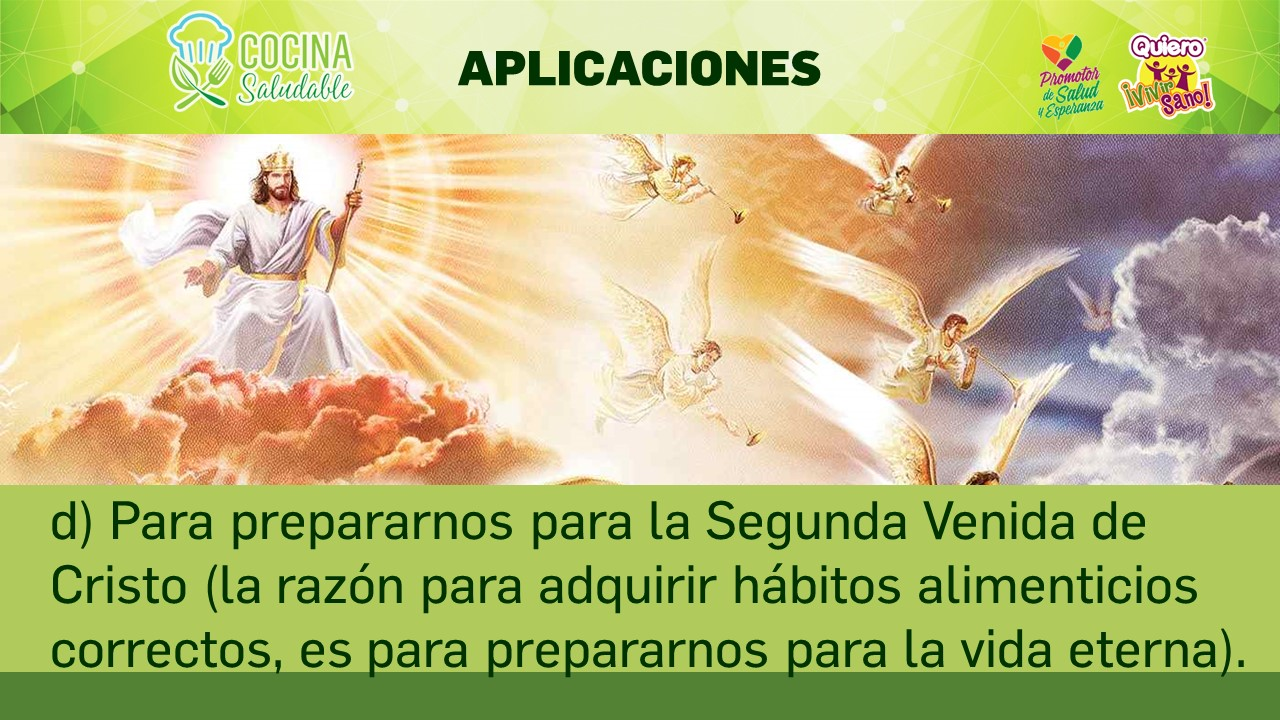 COCINA
Saludable
APLICACIONES
Promotor
de Salud
y Esperanza
Quiero
¡Vivir
Sano!
d) Para prepararnos para la Segunda Venida de
Cristo (la razón para adquirir hábitos alimenticios
correctos, es para prepararnos para la vida eterna).